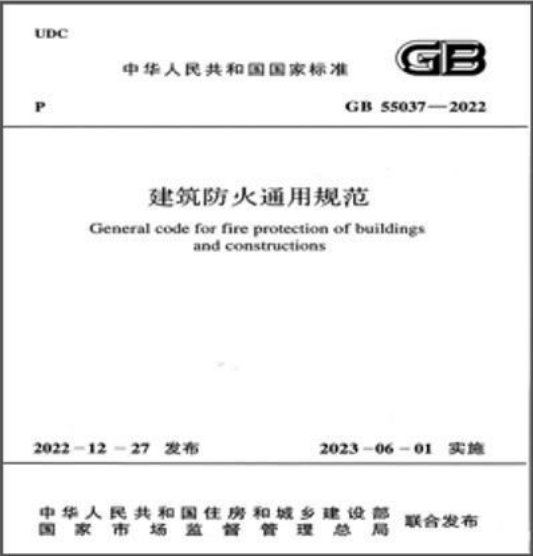 UDC
中华人民共和国国家标准
GB
P
GB 55037—2022
建筑防火通用规范
General code for fire protection of buildings
and constructions
2022－12－27 发布
2023－06－01 实施
中华人民共和国住房和城乡建设部
国家市场监督管理总局
联合发布